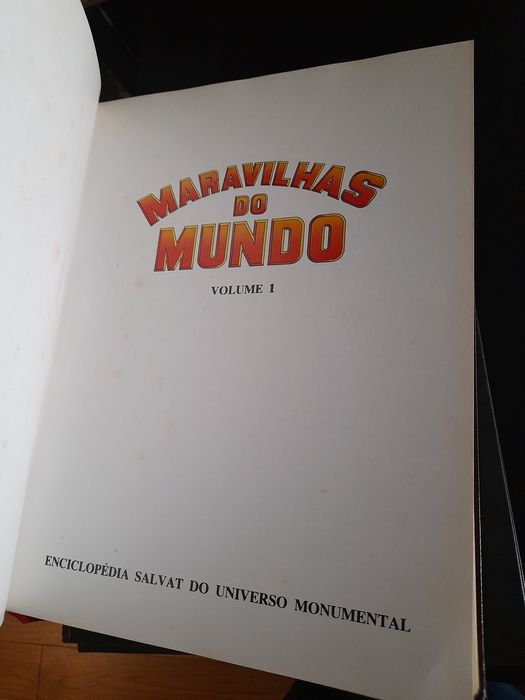 MARAVILHAS
DO
MUNDO
VOLUME 1
ENCICLOPÉDIA SALVAT DO UNIVERSO MONUMENTAL